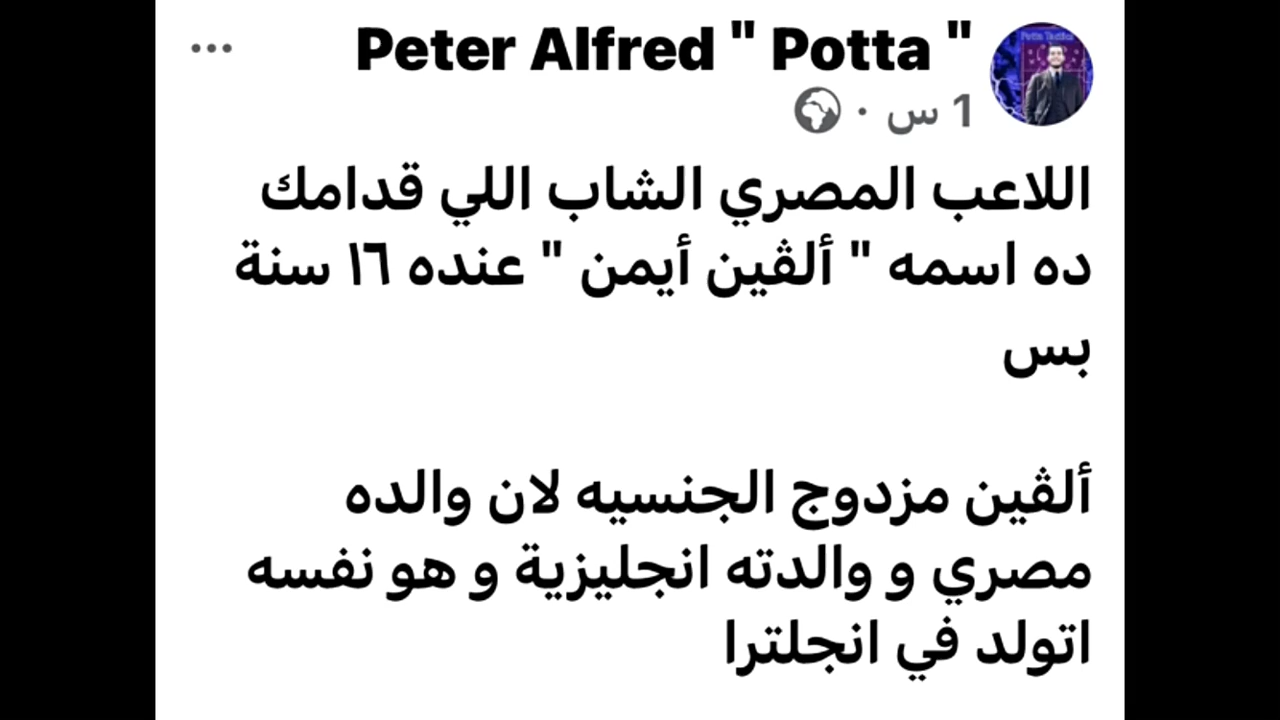 Peter Alfred " Potta "
1 س ·
اللاعب المصري الشاب اللي قدامك
ده اسمه " ألڤين أيمن " عنده ١٦ سنة
بس
ألڤين مزدوج الجنسيه لان والده
مصري و والدته انجليزية و هو نفسه
اتولد في انجلترا